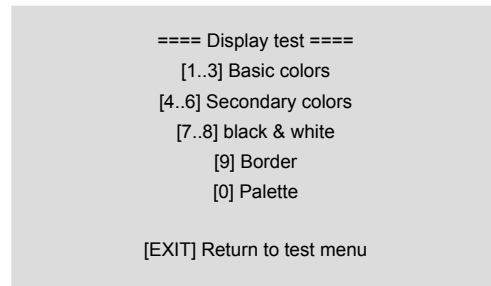 ==== Display test ====
[1..3] Basic colors
[4..6] Secondary colors
[7..8] black & white
[9] Border
[0] Palette
[EXIT] Return to test menu